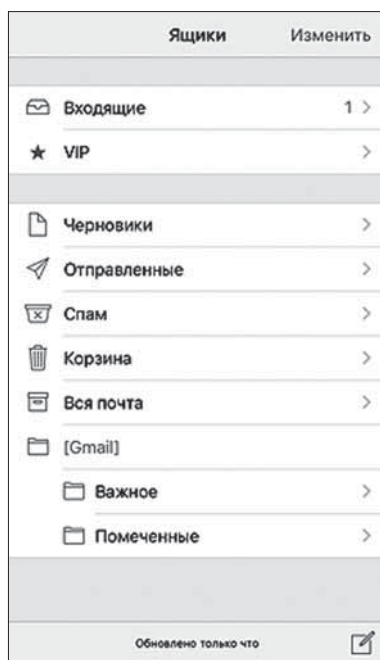 Ящики Изменить
Входящие 1
VIP
Черновики
Отправленные
Спам
Корзина
Вся почта
[Gmail]
Важное
Помеченные
Обновлено только что